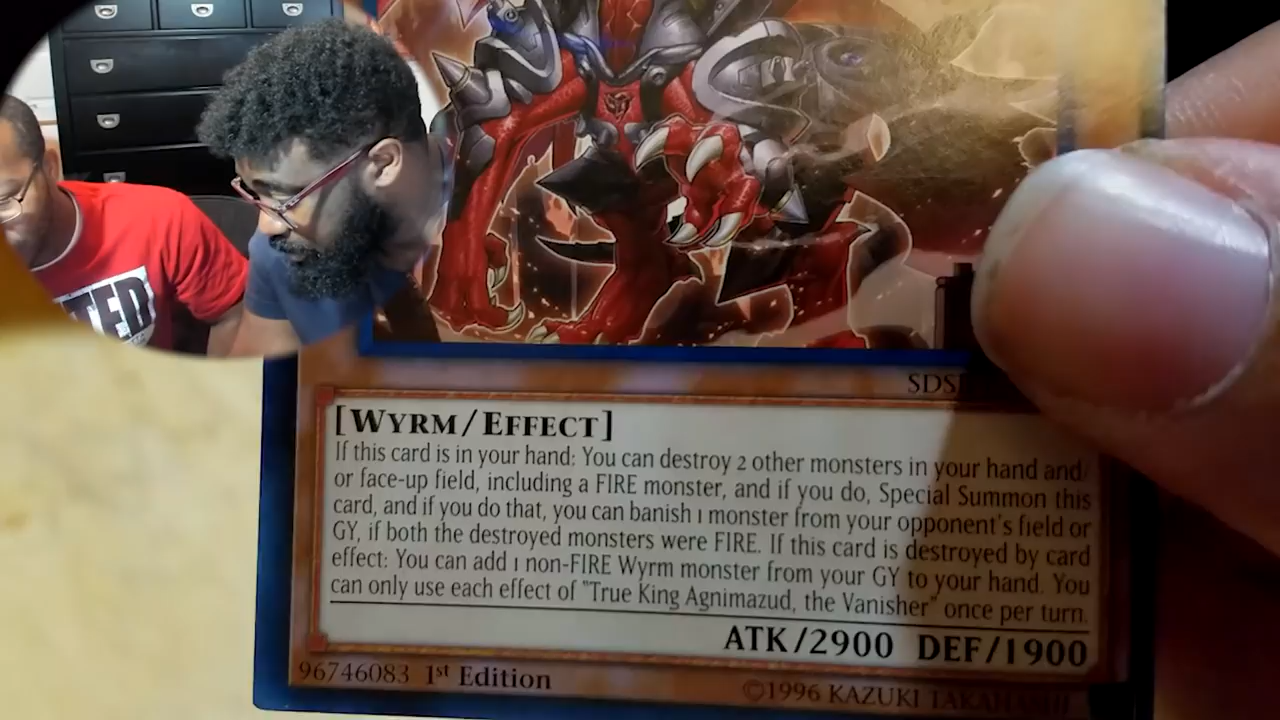 TED
SDS
[WYRM/EFFECT]
If this card is in your hand: You can destroy 2 other monsters in your hand and/
or face-up field, including a FIRE monster, and if you do, Special Summon this
card, and if you do that, you can banish 1 monster from your opponent's field or
GY, if both the destroyed monsters were FIRE. If this card is destroyed by card
effect: You can add 1 non-FIRE Wyrm monster from your GY to your hand. You
can only use each effect of "True King Agnimazud, the Vanisher" once per turn.
ATK/2900 DEF/1900
96746083 1st Edition
©1996 KAZUKI TAKAHASHI